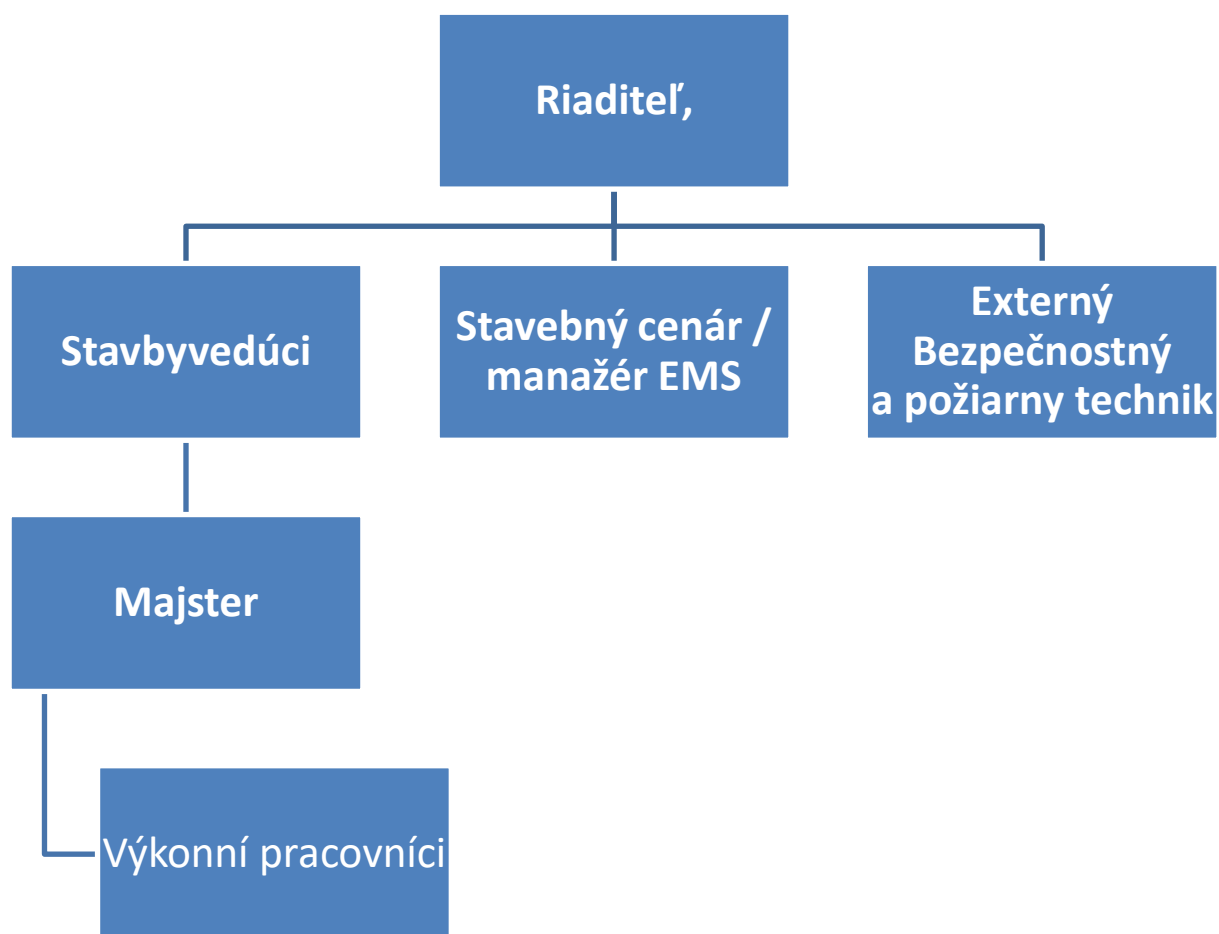 Riaditeľ,
Stavbyvedúci
Stavebný cenár /
manažér EMS
Externý
Bezpečnostný
a požiarny technik
Majster
Výkonní pracovníci